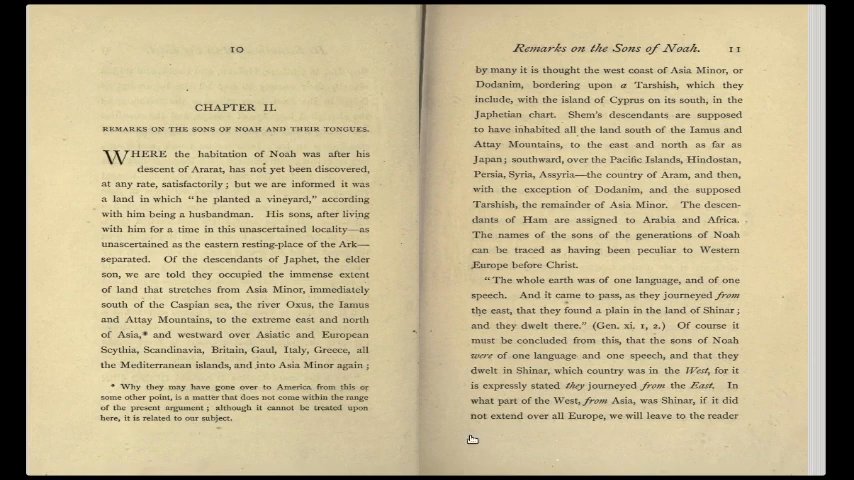 10
CHAPTER II.
REMARKS ON THE SONS OF NOAH AND THEIR TONGUES.
WHERE the habitation of Noah was after his
descent of Ararat, has not yet been discovered,
at any rate, satisfactorily; but we are informed it was
a land in which "he planted a vineyard," according
with him being a husbandman. His sons, after living
with him for a time in this unascertained locality—as
unascertained as the eastern resting-place of the Ark—
separated. Of the descendants of Japhet, the elder
son, we are told they occupied the immense extent
of land that stretches from Asia Minor, immediately
south of the Caspian sea, the river Oxus, the Iamus
and Attay Mountains, to the extreme east and north
of Asia,* and westward over Asiatic and European
Scythia, Scandinavia, Britain, Gaul, Italy, Greece, all
the Mediterranean islands, and into Asia Minor again;
* Why they may have gone over to America from this or
some other point, is a matter that does not come within the range
of the present argument; although it cannot be treated upon
here, it is related to our subject.
Remarks on the Sons of Noah. 11
by many it is thought the west coast of Asia Minor, or
Dodanim, bordering upon a Tarshish, which they
include, with the island of Cyprus on its south, in the
Japhetian chart. Shem's descendants are supposed
to have inhabited all the land south of the Iamus and
Attay Mountains, to the east and north as far as
Japan; southward, over the Pacific Islands, Hindostan,
Persia, Syria, Assyria—the country of Aram, and then,
with the exception of Dodanim, and the supposed
Tarshish, the remainder of Asia Minor. The descen-
dants of Ham are assigned to Arabia and Africa.
The names of the sons of the generations of Noah
can be traced as having been peculiar to Western
Europe before Christ.
"The whole earth was of one language, and of one
speech. And it came to pass, as they journeyed from
the east, that they found a plain in the land of Shinar;
and they dwelt there." (Gen. xi. 1, 2.) Of course it
must be concluded from this, that the sons of Noah
were of one language and one speech, and that they
dwelt in Shinar, which country was in the West, for it
is expressly stated they journeyed from the East. In
what part of the West, from Asia, was Shinar, if it did
not extend over all Europe, we will leave to the reader